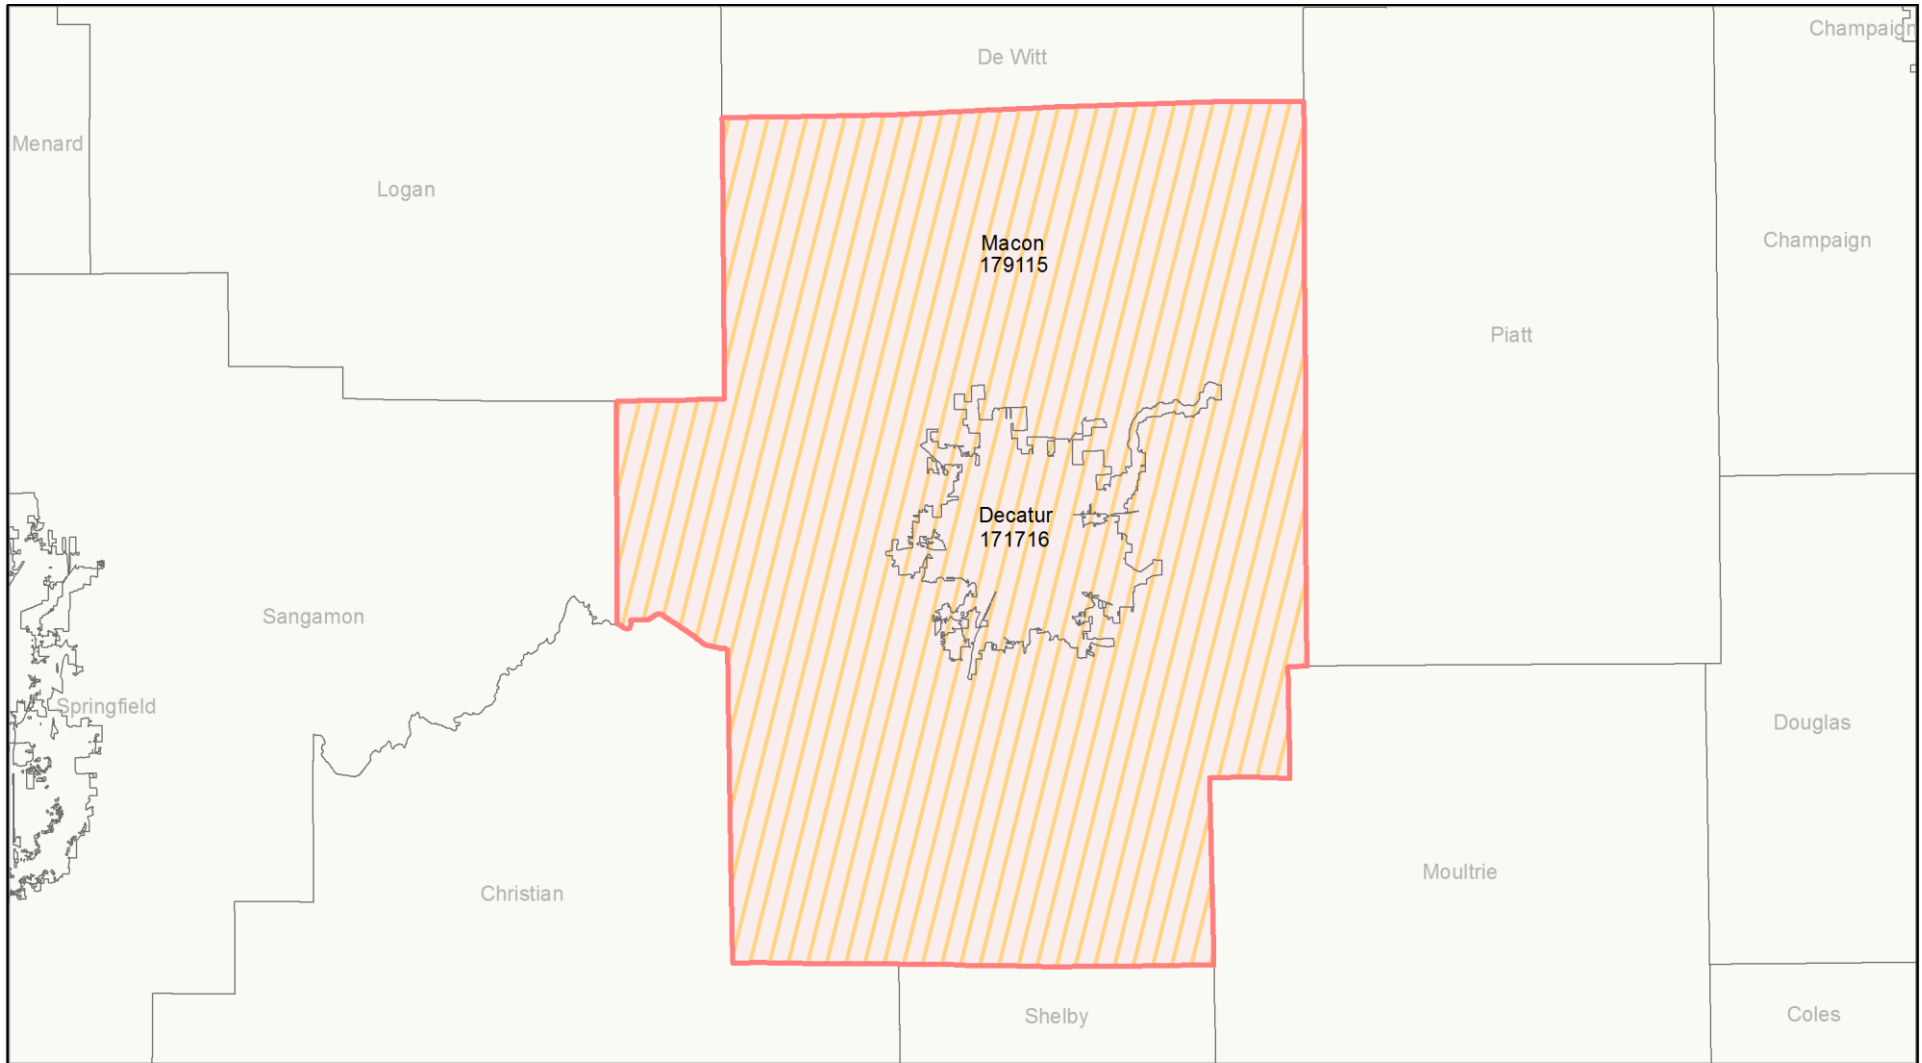 Champaign
De Witt
Menard
Logan
Macon
179115
Champaign
Piatt
Decatur
171716
Sangamon
Springfield
Douglas
Moultrie
Christian
Shelby
Coles